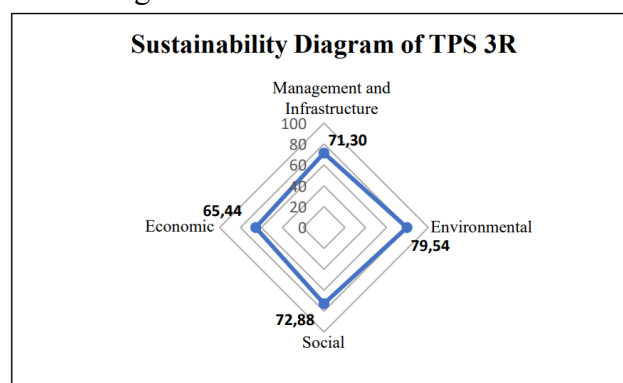 Sustainability Diagram of TPS 3R
Management and
Infrastructure
100
71,30
80
60
40
65,44
20
Economic
0
Environmental
79,54
72,88
Social